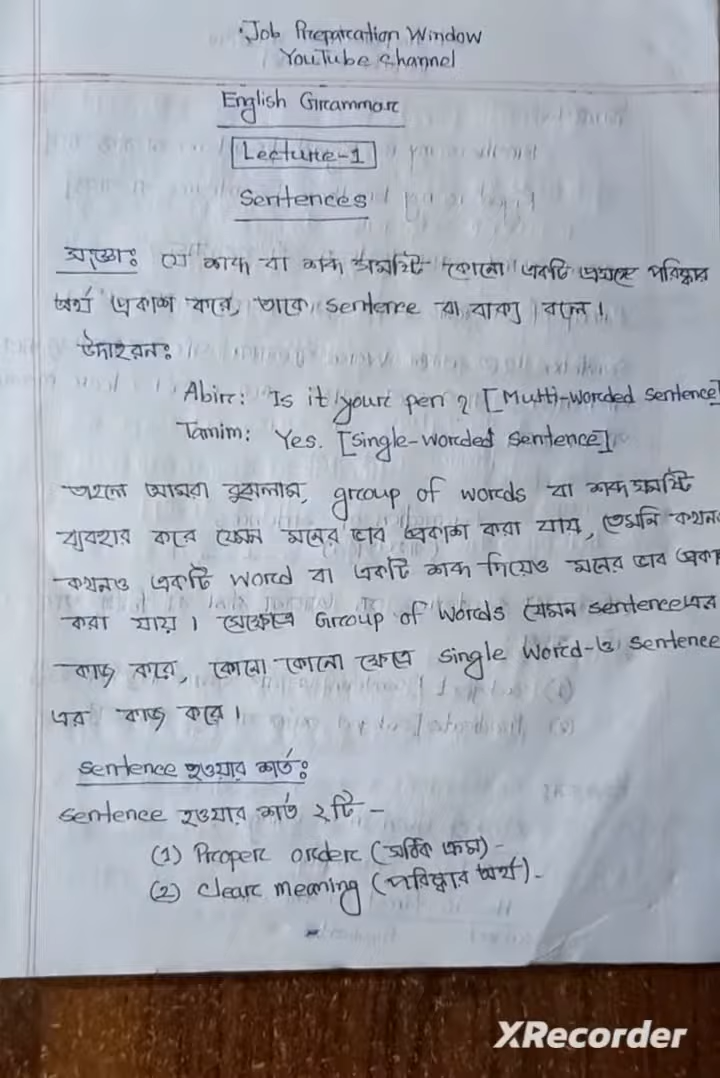 Job Preparation Window
YouTube channel
English Grammar
Lecture-1
Sentences
সংজ্ঞাঃ যে শব্দ বা শব্দ সমষ্টি কোনো একটি প্রসঙ্গে পরিষ্কার
অর্থ প্রকাশ করে, তাকে sentence বা বাক্য বলে।
উদাহরনঃ
Abir: Is it your pen ? [Multi-worded sentence]
Tamim: Yes. [single-worded sentence]
তাহলে আমরা বুঝলাম, group of words বা শব্দ সমষ্টি
ব্যবহার করে যেমন মনের ভাব প্রকাশ করা যায়, তেমনি কখনও
কখনও একটি word বা একটি শব্দ দিয়েও মনের ভাব প্রকা
করা যায়। সেক্ষেত্রে Group of Words যেমন sentence এর
কাজ করে, কোনো কোনো ক্ষেত্রে single Word-ও sentence
এর কাজ করে।
sentence হওয়ার শর্তঃ
sentence হওয়ার শর্ত ২টি -
(1) Proper order (সঠিক ক্রম) -
(2) clear meaning (পরিষ্কার অর্থ) -
XRecorder